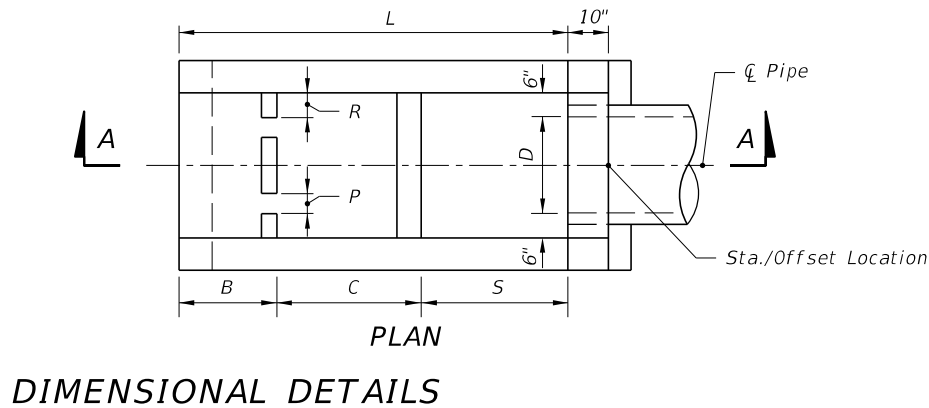 L
10"
6"
℄ Pipe
R
A
A
D
P
6"
Sta./Offset Location
B
C
S
PLAN
DIMENSIONAL DETAILS